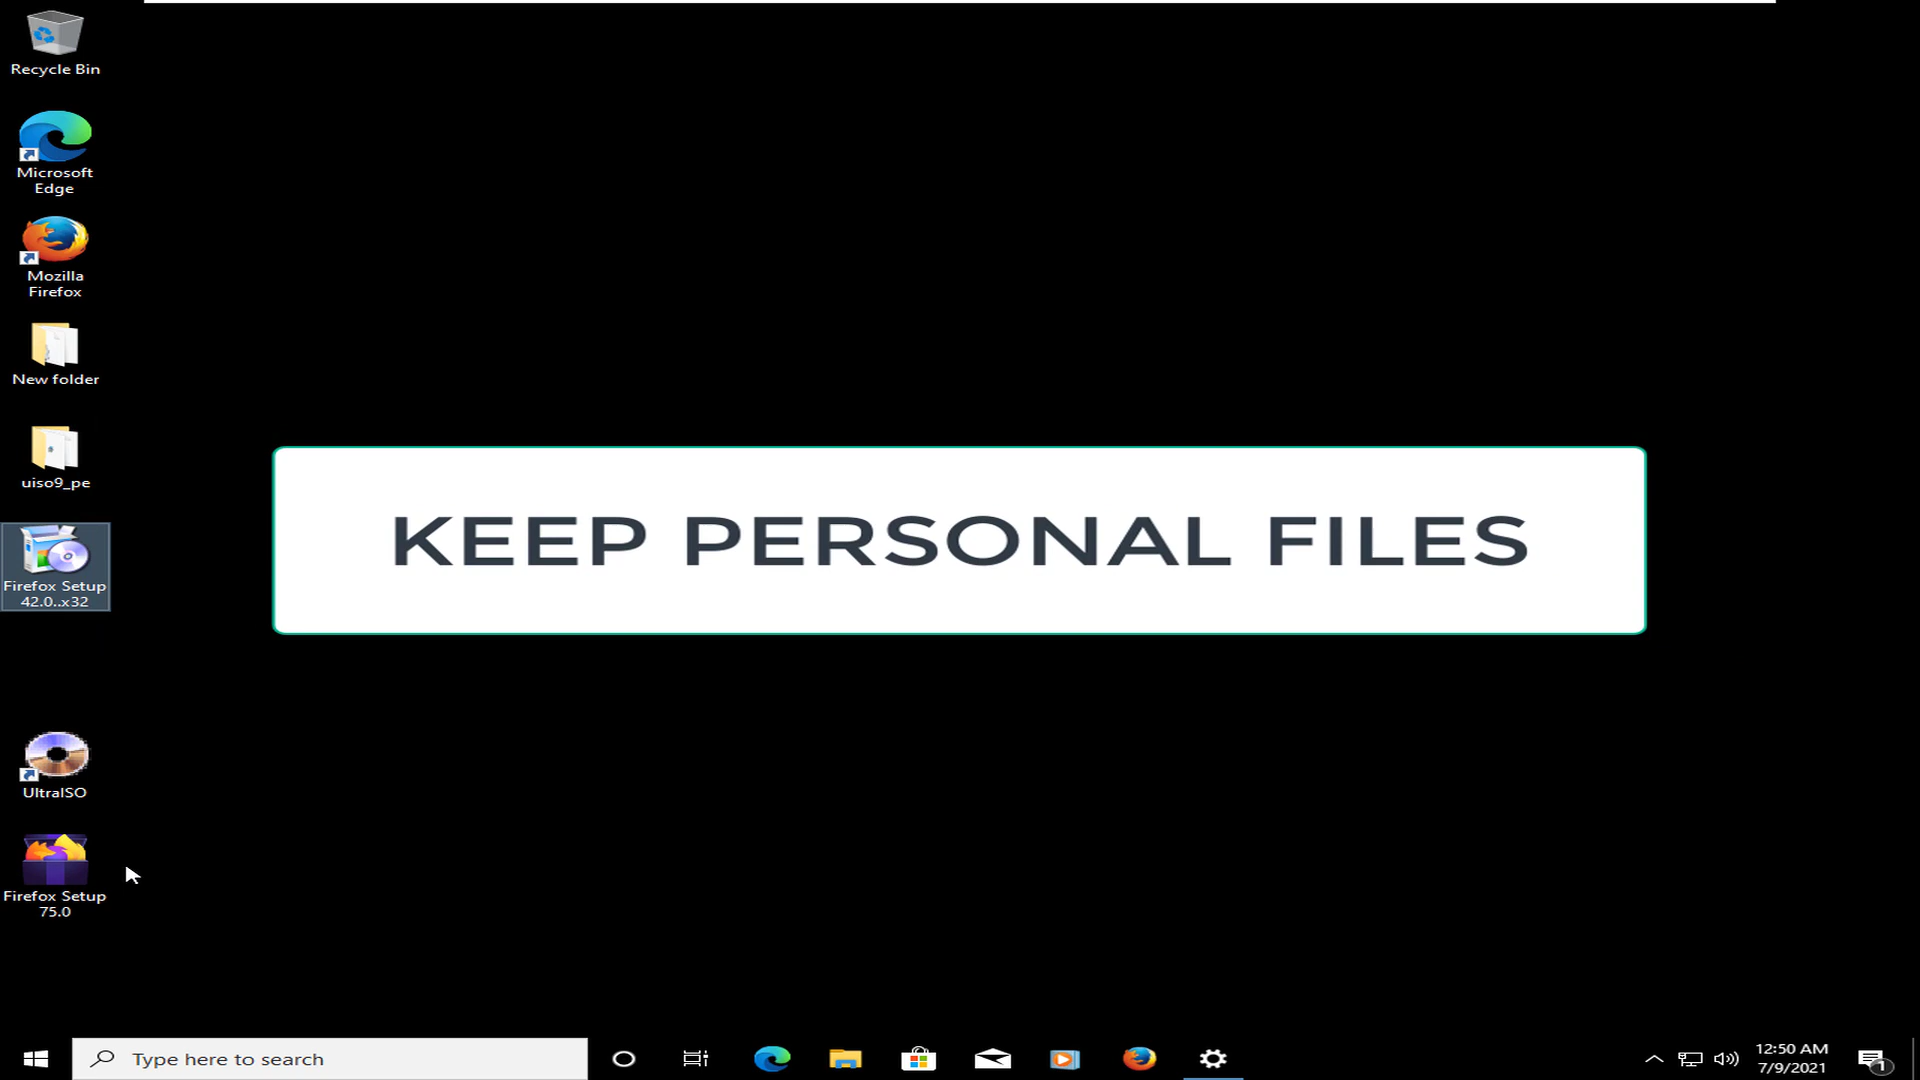 Recycle Bin
Microsoft
Edge
Mozilla
Firefox
New folder
uiso9_pe
Firefox Setup
42.0..x32
KEEP PERSONAL FILES
UltraISO
Firefox Setup
75.0
Type here to search
12:50 AM
7/9/2021
1